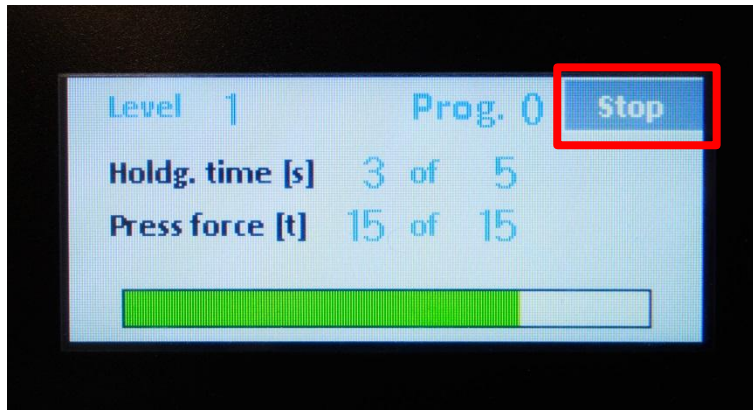 Level 1 Prog. 0 Stop
Holdg. time [s] 3 of 5
Press force [t] 15 of 15